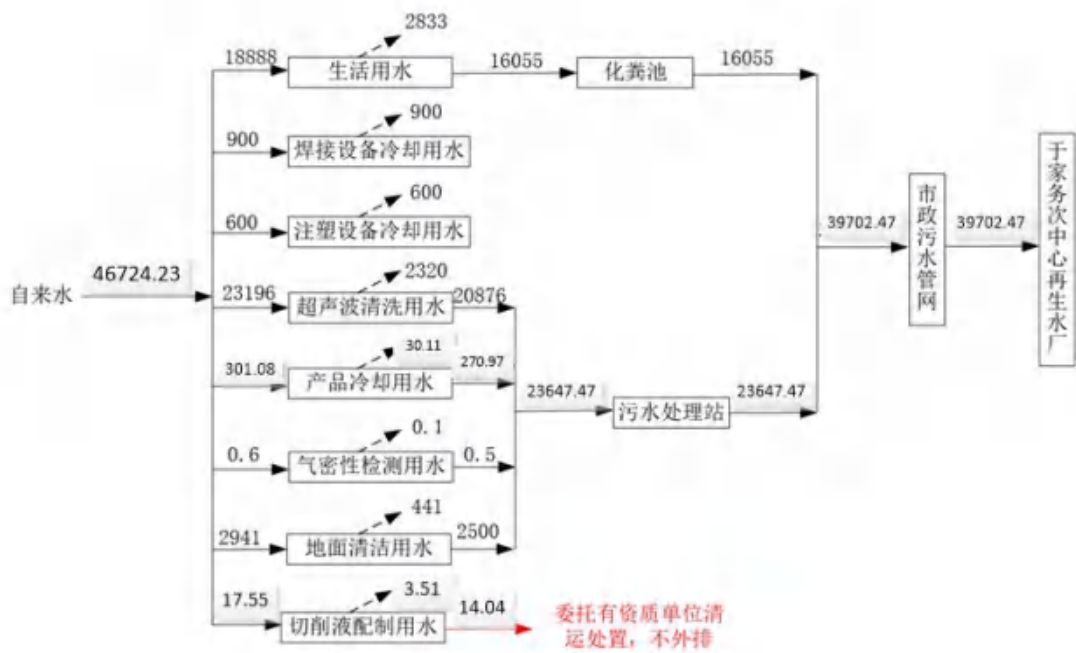 2833
18888
生活用水
16055
化粪池
16055
900
900
焊接设备冷却用水
600
600
注塑设备冷却用水
自来水
46724.23
2320
23196
超声波清洗用水
20876
30.11
301.08
产品冷却用水
270.97
0.1
0.6
气密性检测用水
0.5
441
2941
地面清洁用水
2500
3.51
17.55
切削液配制用水
14.04
委托有资质单位清
运处置，不外排
23647.47
污水处理站
23647.47
39702.47
市政污水管网
39702.47
于家务次中心再生水厂